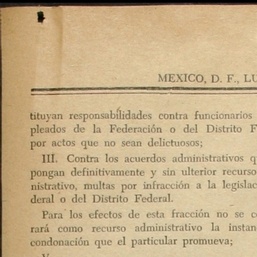 MEXICO, D. F., LU
tituyan responsabilidades contra funcionarios
pleados de la Federación o del Distrito F
por actos que no sean delictuosos;
III. Contra los acuerdos administrativos q
pongan definitivamente y sin ulterior recurso
nistrativo, multas por infracción a la legislac
deral o del Distrito Federal.
Para los efectos de esta fracción no se co
rará como recurso administrativo la instan
condonación que el particular promueva;